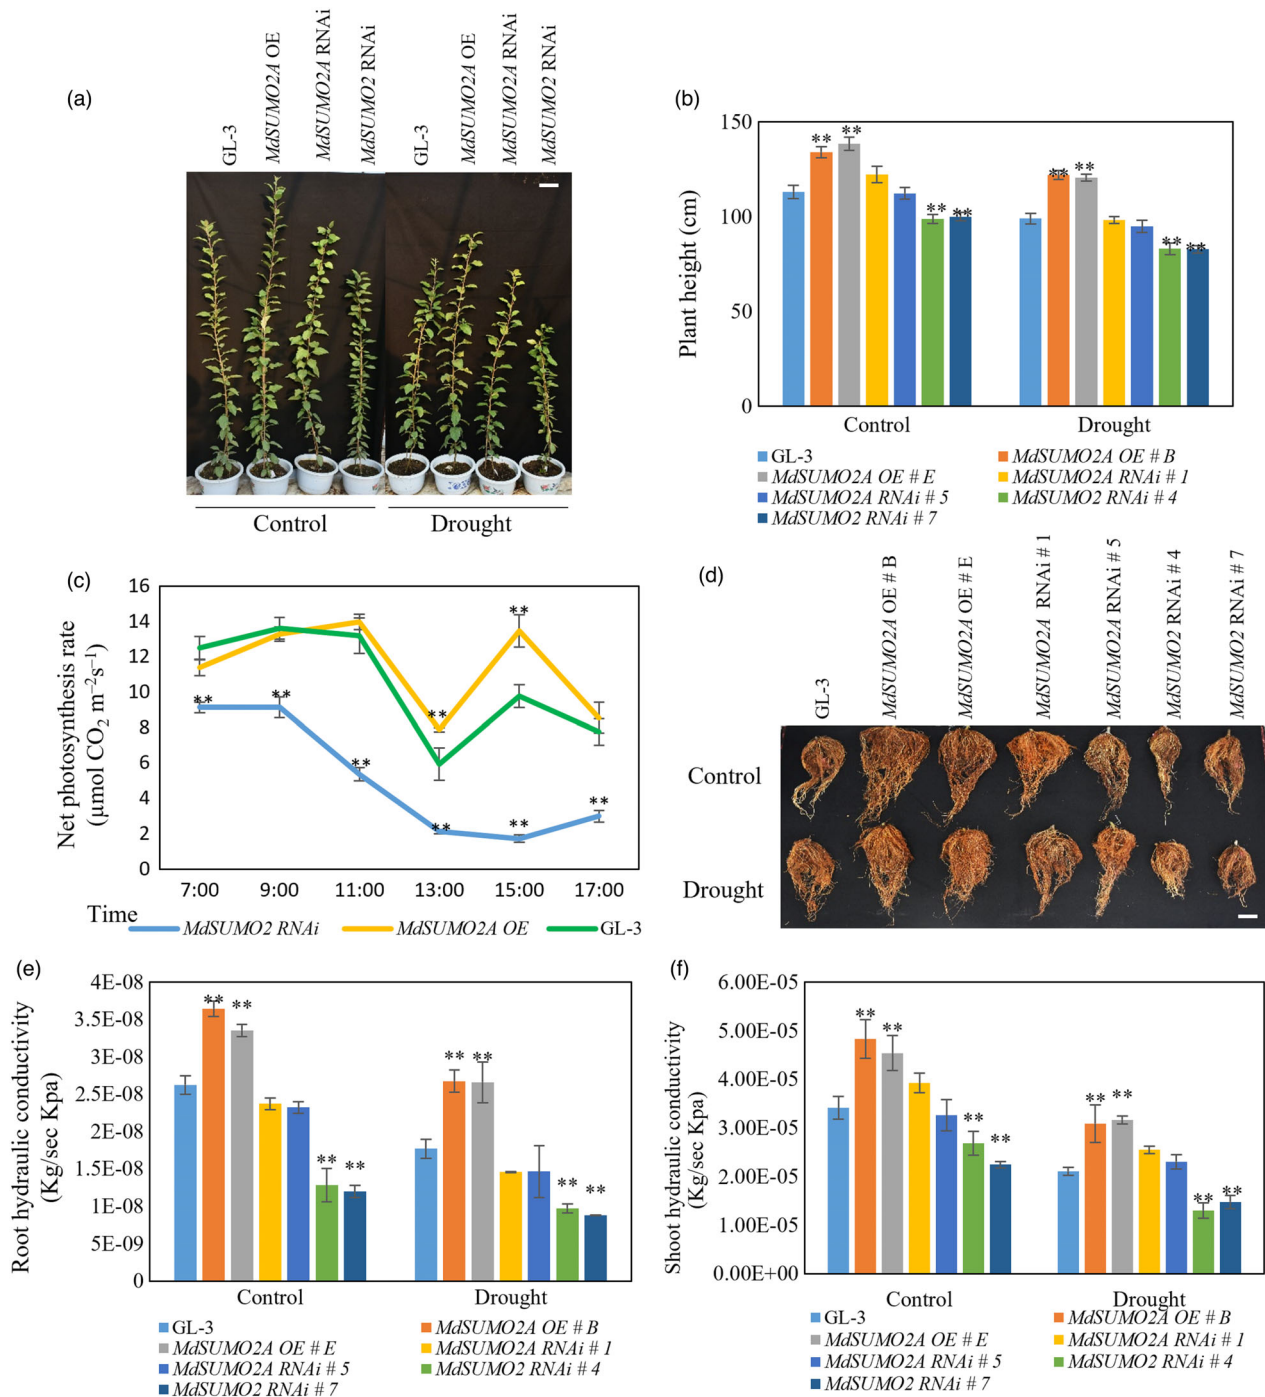 (a)
GL-3
MdSUMO2A OE
MdSUMO2A RNAi
MdSUMO2 RNAi
GL-3
MdSUMO2A OE
MdSUMO2A RNAi
MdSUMO2 RNAi
Control
Drought
(b)
Plant height (cm)
150
100
50
0
** ** ** **
** ** ** **
Control
Drought
GL-3
MdSUMO2A OE # B
MdSUMO2A OE # E
MdSUMO2A RNAi # 1
MdSUMO2A RNAi # 5
MdSUMO2 RNAi # 4
MdSUMO2 RNAi # 7
(c)
Net photosynthesis rate
(μmol CO₂ m⁻²s⁻¹)
16
14
12
10
8
6
4
2
0
** ** ** ** ** ** ** **
7:00 9:00 11:00 13:00 15:00 17:00
Time
MdSUMO2 RNAi
MdSUMO2A OE
GL-3
(d)
GL-3
MdSUMO2A OE # B
MdSUMO2A OE # E
MdSUMO2A RNAi # 1
MdSUMO2A RNAi # 5
MdSUMO2 RNAi # 4
MdSUMO2 RNAi # 7
Control
Drought
(e)
Root hydraulic conductivity
(Kg/sec Kpa)
4E-08
3.5E-08
3E-08
2.5E-08
2E-08
1.5E-08
1E-08
5E-09
0
** ** ** **
** ** ** **
Control
Drought
GL-3
MdSUMO2A OE # B
MdSUMO2A OE # E
MdSUMO2A RNAi # 1
MdSUMO2A RNAi # 5
MdSUMO2 RNAi # 4
MdSUMO2 RNAi # 7
(f)
Shoot hydraulic conductivity
(Kg/sec Kpa)
6.00E-05
5.00E-05
4.00E-05
3.00E-05
2.00E-05
1.00E-05
0.00E+00
** ** ** **
** ** ** **
Control
Drought
GL-3
MdSUMO2A OE # B
MdSUMO2A OE # E
MdSUMO2A RNAi # 1
MdSUMO2A RNAi # 5
MdSUMO2 RNAi # 4
MdSUMO2 RNAi # 7